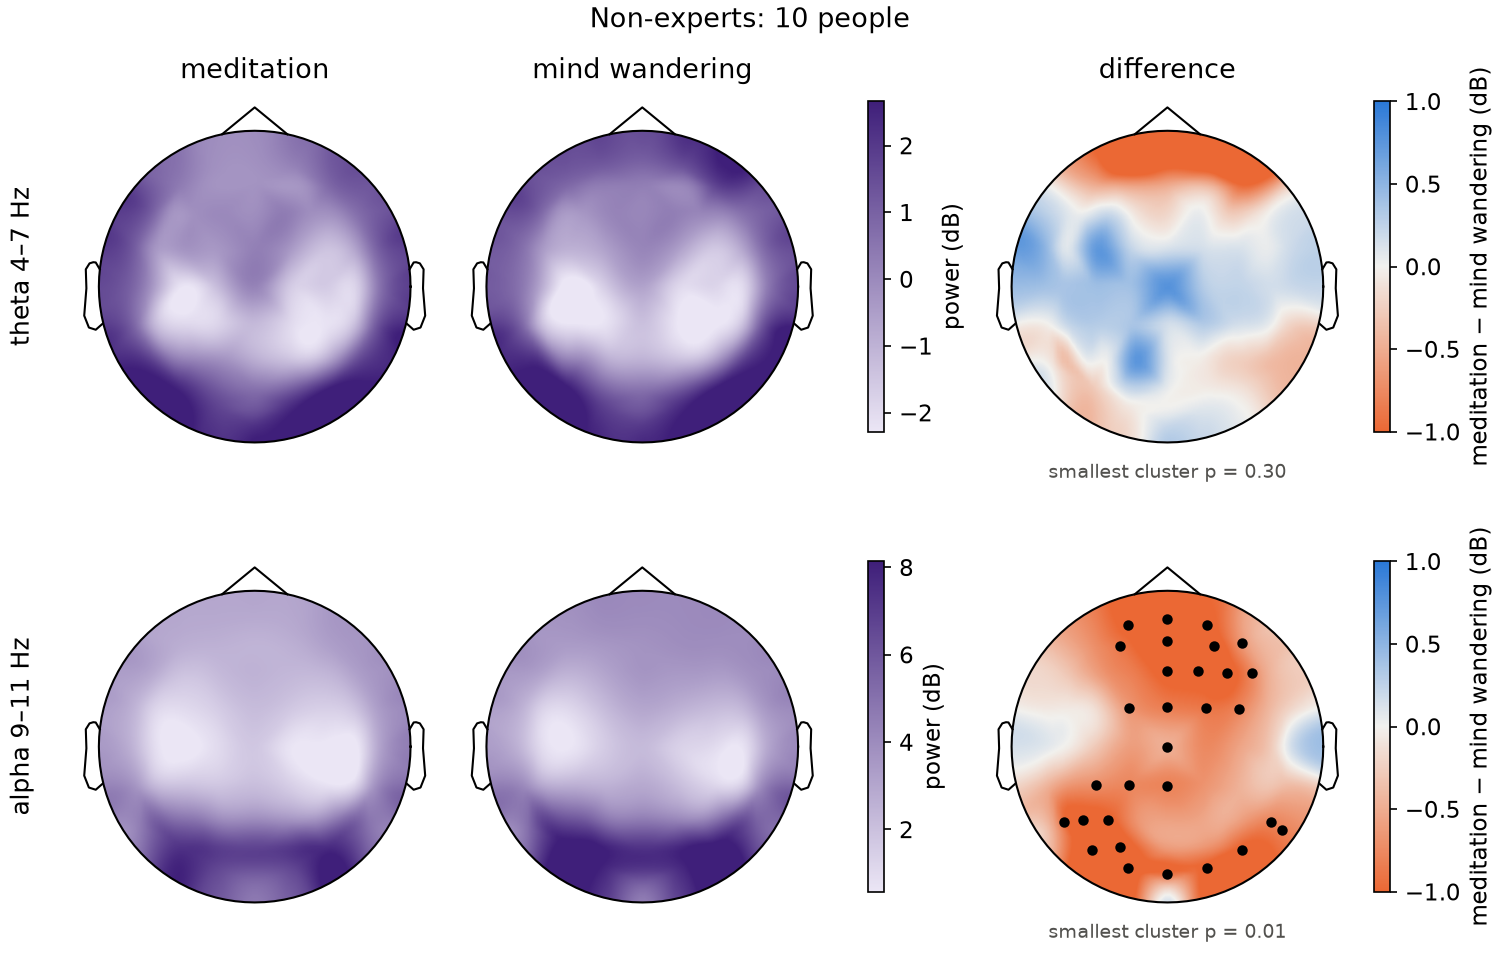 Non-experts: 10 people
meditation
mind wandering
difference
theta 4–7 Hz
2
1
0
−1
−2
power (dB)
1.0
0.5
0.0
−0.5
−1.0
meditation − mind wandering (dB)
smallest cluster p = 0.30
alpha 9–11 Hz
8
6
4
2
power (dB)
1.0
0.5
0.0
−0.5
−1.0
meditation − mind wandering (dB)
smallest cluster p = 0.01